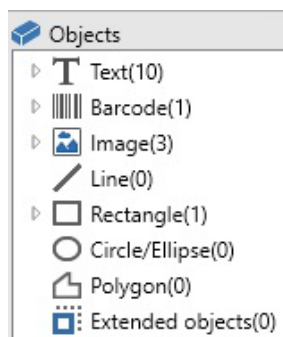 Objects
Text(10)
Barcode(1)
Image(3)
Line(0)
Rectangle(1)
Circle/Ellipse(0)
Polygon(0)
Extended objects(0)